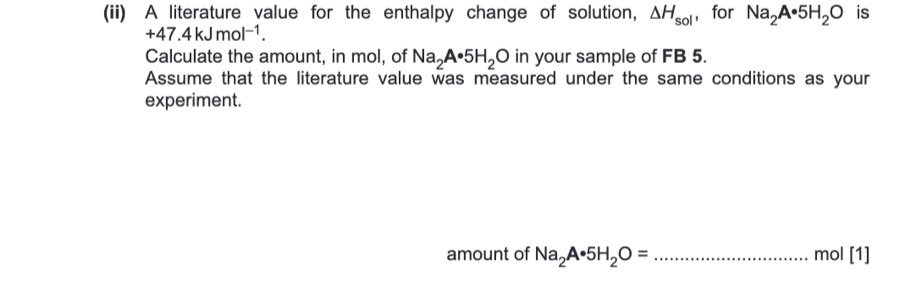 (ii) A literature value for the enthalpy change of solution, ΔHsol, for Na₂A•5H₂O is
+47.4 kJ mol⁻¹.
Calculate the amount, in mol, of Na₂A•5H₂O in your sample of FB 5.
Assume that the literature value was measured under the same conditions as your
experiment.
amount of Na₂A•5H₂O = .............................. mol [1]